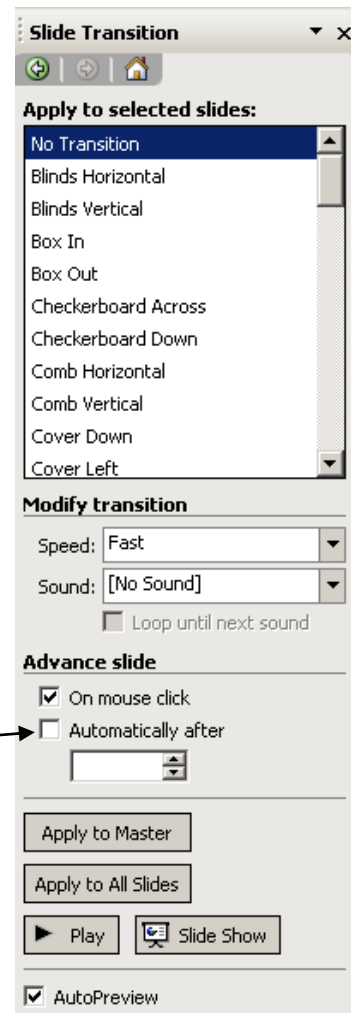 Slide Transition
Apply to selected slides:
No Transition
Blinds Horizontal
Blinds Vertical
Box In
Box Out
Checkerboard Across
Checkerboard Down
Comb Horizontal
Comb Vertical
Cover Down
Cover Left
Modify transition
Speed: Fast
Sound: [No Sound]
Loop until next sound
Advance slide
On mouse click
Automatically after
Apply to Master
Apply to All Slides
Play Slide Show
AutoPreview